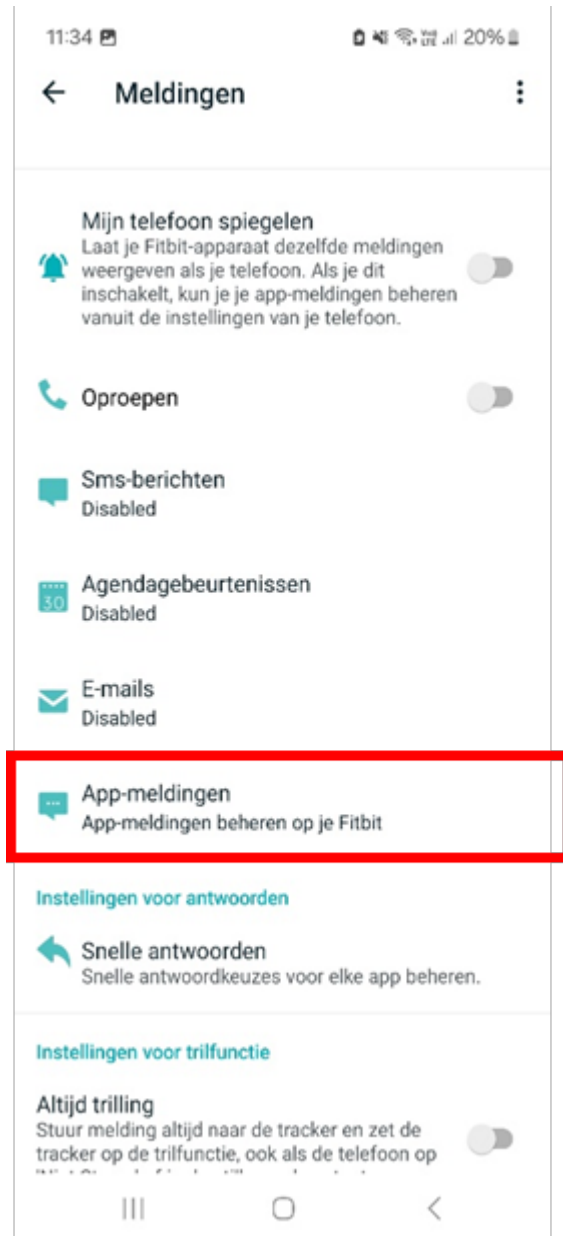 11:34 20%
Meldingen
Mijn telefoon spiegelen
Laat je Fitbit-apparaat dezelfde meldingen
weergeven als je telefoon. Als je dit
inschakelt, kun je je app-meldingen beheren
vanuit de instellingen van je telefoon.
Oproepen
Sms-berichten
Disabled
30
Agendagebeurtenissen
Disabled
E-mails
Disabled
App-meldingen
App-meldingen beheren op je Fitbit
Instellingen voor antwoorden
Snelle antwoorden
Snelle antwoordkeuzes voor elke app beheren.
Instellingen voor trilfunctie
Altijd trilling
Stuur melding altijd naar de tracker en zet de
tracker op de trilfunctie, ook als de telefoon op